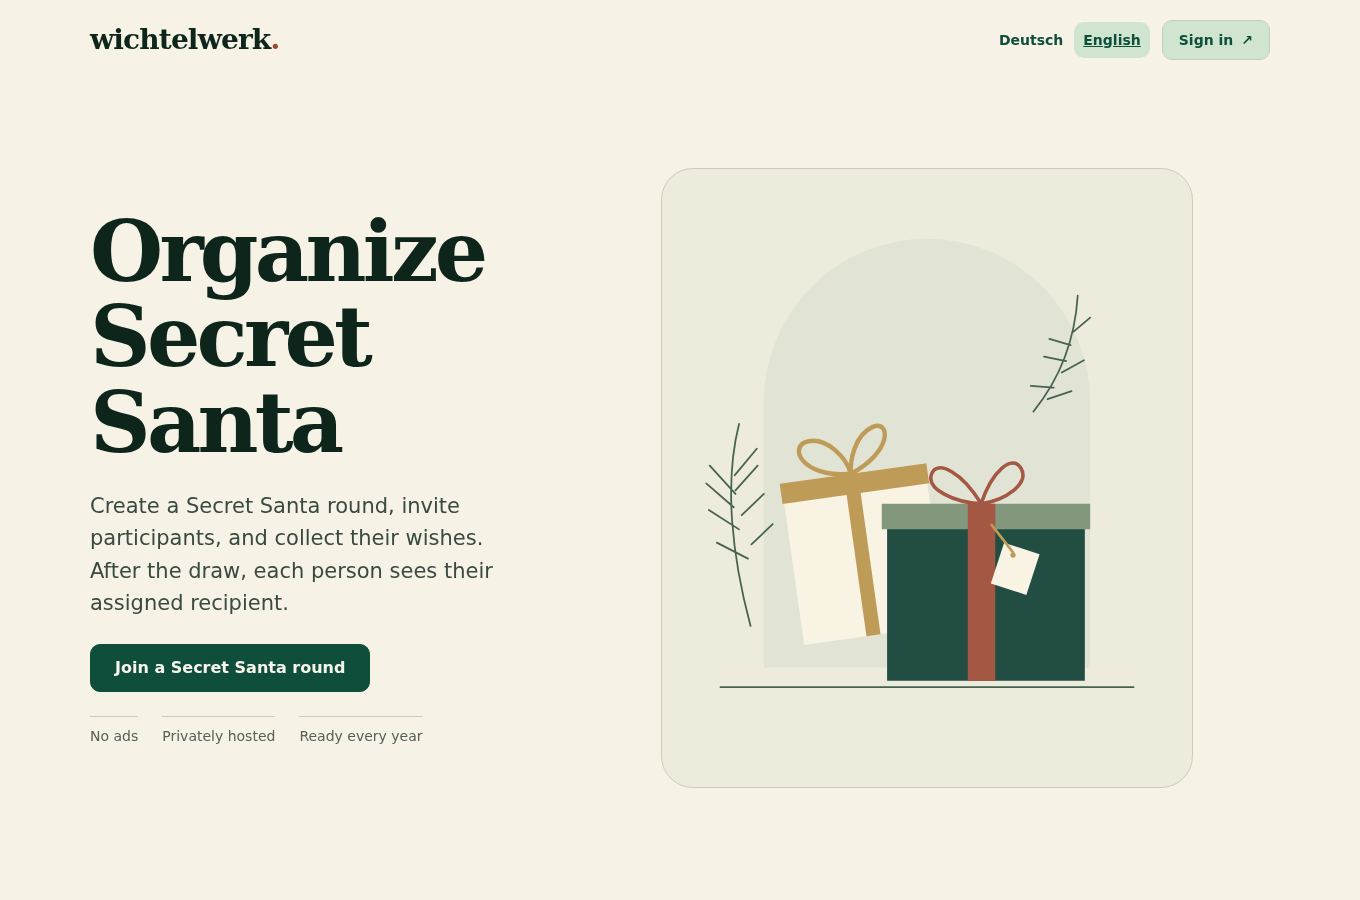 wichtelwerk.
Deutsch English Sign in ↗
Organize
Secret
Santa
Create a Secret Santa round, invite
participants, and collect their wishes.
After the draw, each person sees their
assigned recipient.
Join a Secret Santa round
No ads Privately hosted Ready every year